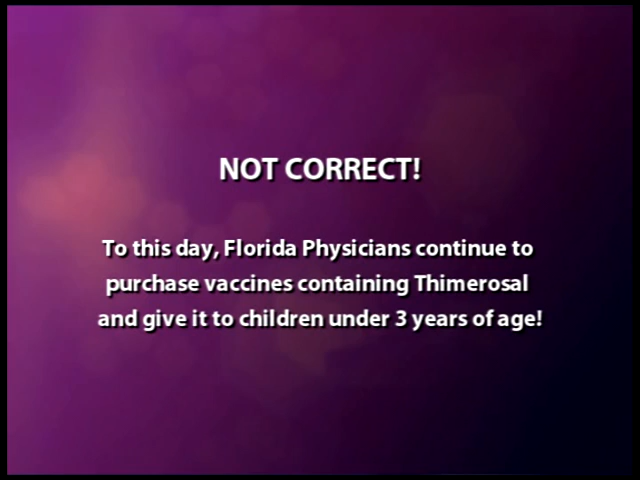 NOT CORRECT!
To this day, Florida Physicians continue to
purchase vaccines containing Thimerosal
and give it to children under 3 years of age!